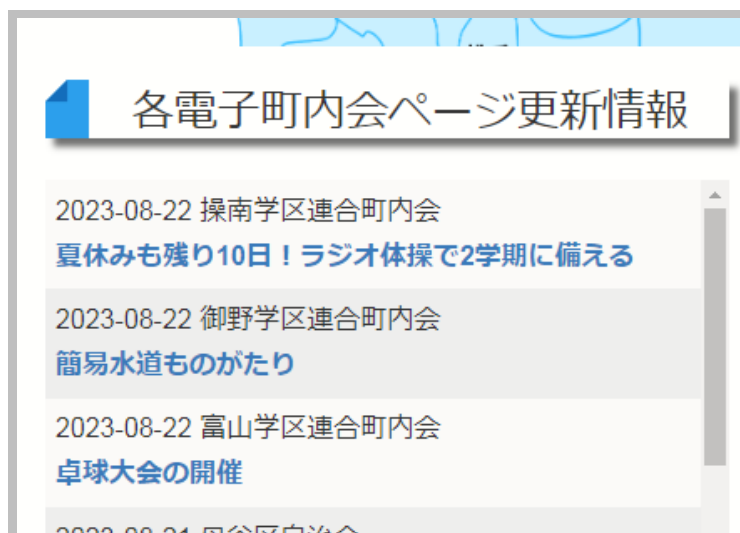 各電子町内会ページ更新情報
2023-08-22 操南学区連合町内会
夏休みも残り10日！ラジオ体操で2学期に備える
2023-08-22 御野学区連合町内会
簡易水道ものがたり
2023-08-22 富山学区連合町内会
卓球大会の開催